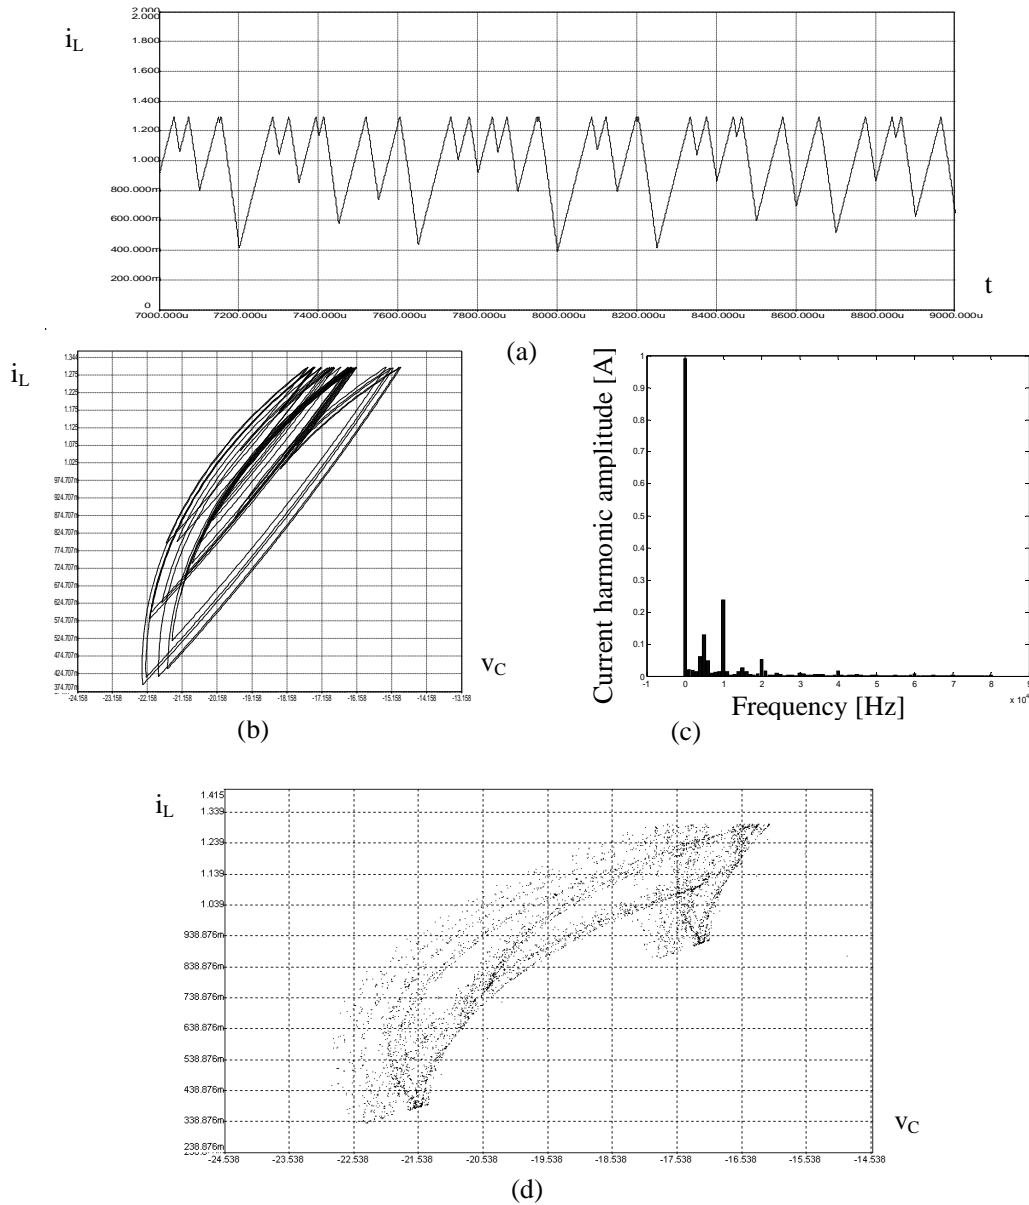 2.000
i_L
1.800
1.600
1.400
1.200
1.000
800.000m
600.000m
400.000m
200.000m
0
t
7000.000u 7200.000u 7400.000u 7600.000u 7800.000u 8000.000u 8200.000u 8400.000u 8600.000u 8800.000u 9000.000u
(a)
i_L
1.344
1.275
1.225
1.175
1.125
1.075
1.025
974.707m
924.707m
874.707m
824.707m
774.707m
724.707m
674.707m
624.707m
574.707m
524.707m
474.707m
424.707m
374.707m
v_C
-24.158 -22.158 -21.158 -20.158 -19.158 -18.158 -17.158 -16.158 -15.158 -14.158 -13.158
(b)
Current harmonic amplitude [A]
1
0.9
0.8
0.7
0.6
0.5
0.4
0.3
0.2
0.1
0
-1 0 1 2 3 4 5 6 7 8 9
x 10⁴
Frequency [Hz]
(c)
i_L
1.415
1.339
1.239
1.139
1.039
938.876m
838.876m
738.876m
638.876m
538.876m
438.876m
338.876m
238.876m
v_C
-24.538 -23.538 -22.538 -21.538 -20.538 -19.538 -18.538 -17.538 -16.538 -15.538 -14.538
(d)